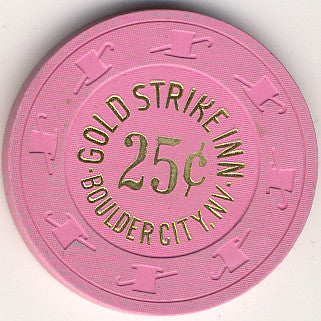 · GOLD STRIKE INN ·
25¢
BOULDER CITY, NV.